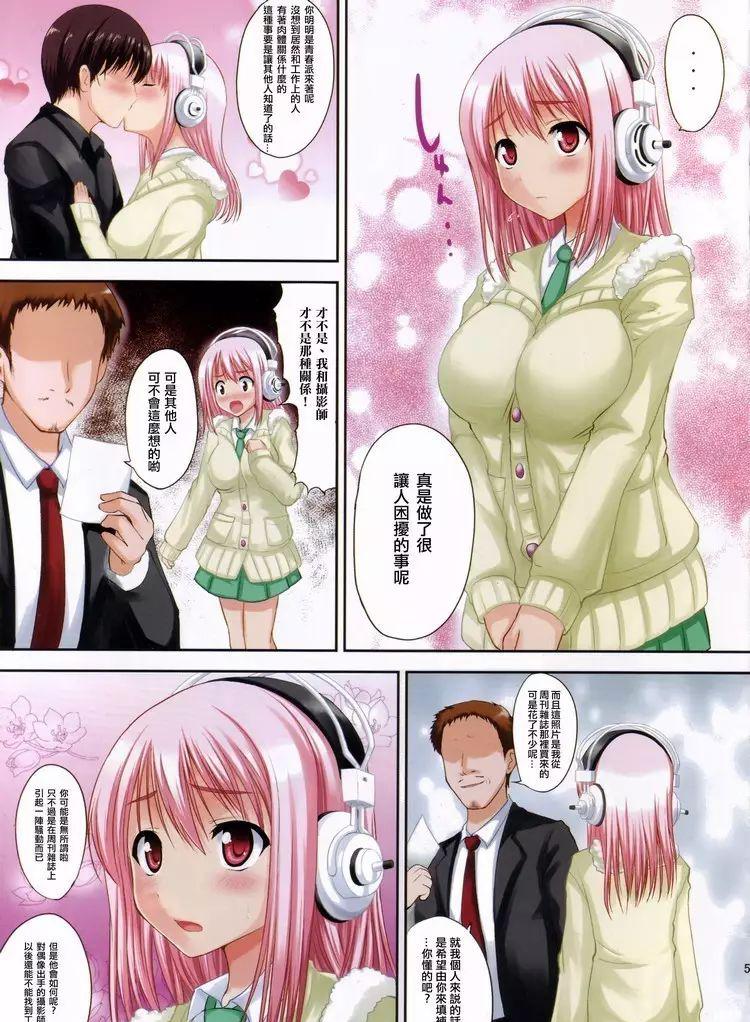 ・・・
しゅん…
真是做了很
讓人困擾的事呢
你明明是青春派來著呢
沒想到居然和工作上的人
有著肉體關係什麼的
這種事要是讓其他人知道了的話…
才不是、我和攝影師
才不是那種關係！
可是其他人
可不會這麼想的喲
而且這照片是我從
周刊雜誌那裡買來的
可是花了不少呢…
就我個人來說的話
是希望由你來填補
…你懂的吧？
你可能是無所謂啦
只不過是在周刊雜誌上
引起一陣騷動而已
但是他會如何呢？
對偶像出手的攝影師
以後還能不能找到工
5